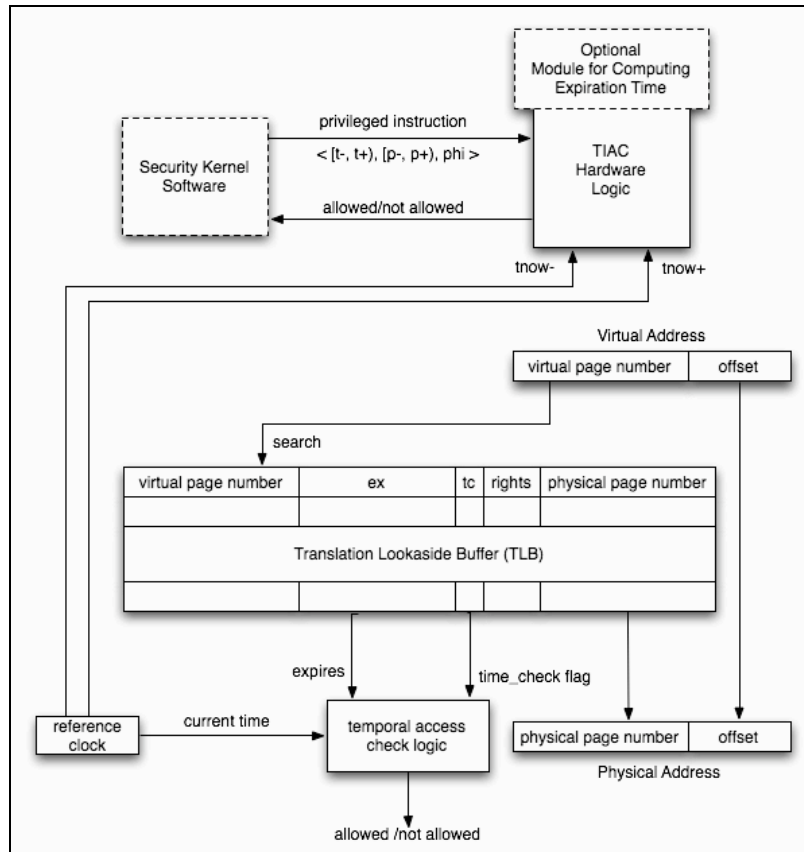 Optional
Module for Computing
Expiration Time
privileged instruction
< [t-, t+), [p-, p+), phi >
Security Kernel
Software
TIAC
Hardware
Logic
allowed/not allowed
tnow-
tnow+
Virtual Address
virtual page number
offset
search
virtual page number
ex
tc
rights
physical page number
Translation Lookaside Buffer (TLB)
expires
time_check flag
reference
clock
current time
temporal access
check logic
physical page number
offset
Physical Address
allowed /not allowed